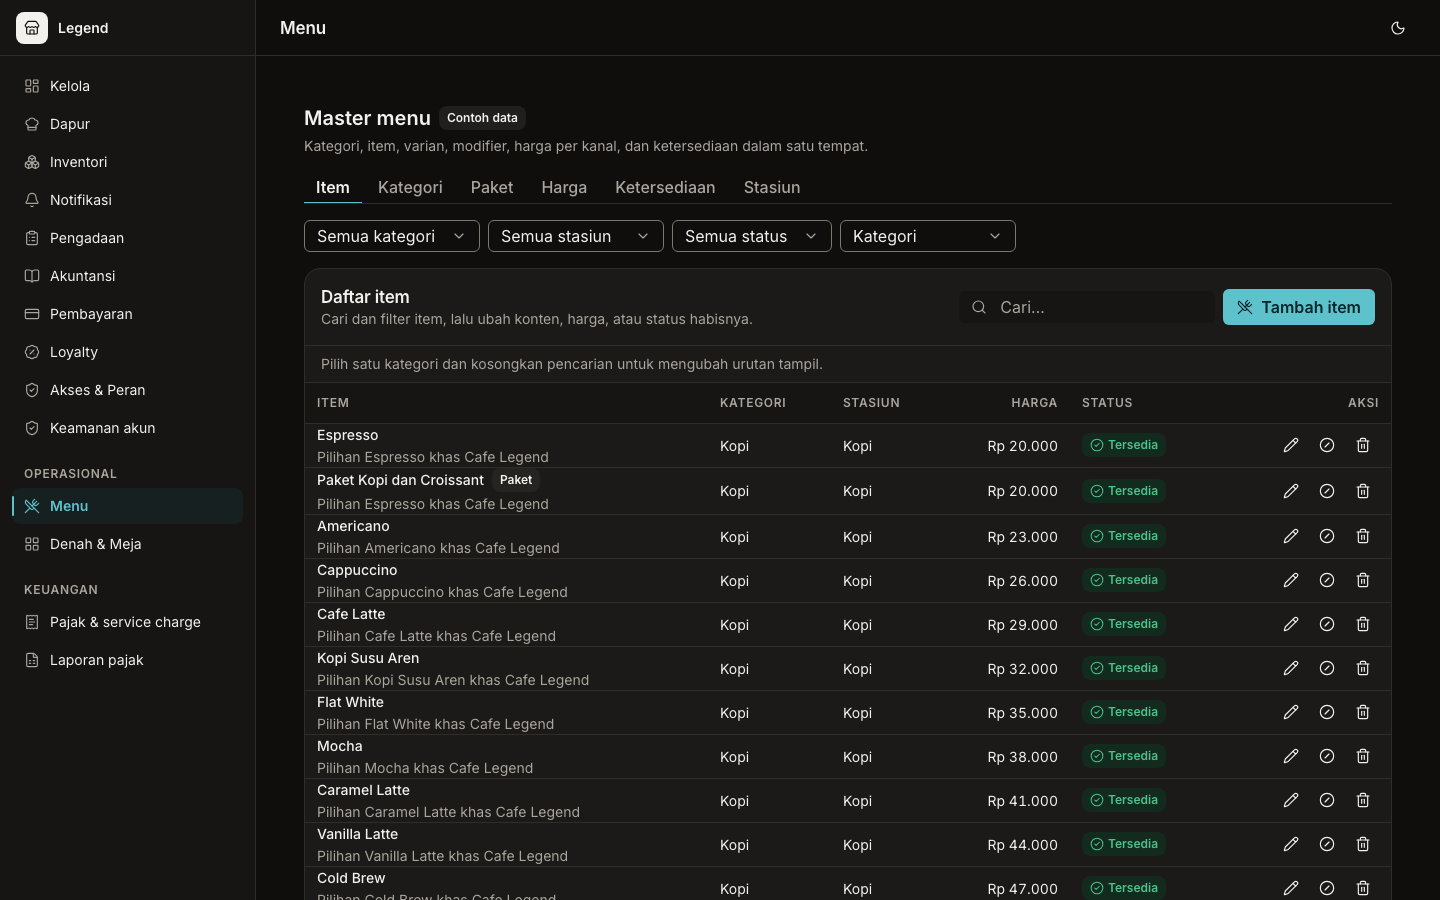 Legend
Menu
Kelola
Dapur
Inventori
Notifikasi
Pengadaan
Akuntansi
Pembayaran
Loyalty
Akses & Peran
Keamanan akun
OPERASIONAL
Menu
Denah & Meja
KEUANGAN
Pajak & service charge
Laporan pajak
Master menu Contoh data
Kategori, item, varian, modifier, harga per kanal, dan ketersediaan dalam satu tempat.
Item Kategori Paket Harga Ketersediaan Stasiun
Semua kategori Semua stasiun Semua status Kategori
Daftar item
Cari dan filter item, lalu ubah konten, harga, atau status habisnya.
Cari... Tambah item
Pilih satu kategori dan kosongkan pencarian untuk mengubah urutan tampil.
ITEM KATEGORI STASIUN HARGA STATUS AKSI
Espresso
Pilihan Espresso khas Cafe Legend
Kopi Kopi Rp 20.000 Tersedia
Paket Kopi dan Croissant Paket
Pilihan Espresso khas Cafe Legend
Kopi Kopi Rp 20.000 Tersedia
Americano
Pilihan Americano khas Cafe Legend
Kopi Kopi Rp 23.000 Tersedia
Cappuccino
Pilihan Cappuccino khas Cafe Legend
Kopi Kopi Rp 26.000 Tersedia
Cafe Latte
Pilihan Cafe Latte khas Cafe Legend
Kopi Kopi Rp 29.000 Tersedia
Kopi Susu Aren
Pilihan Kopi Susu Aren khas Cafe Legend
Kopi Kopi Rp 32.000 Tersedia
Flat White
Pilihan Flat White khas Cafe Legend
Kopi Kopi Rp 35.000 Tersedia
Mocha
Pilihan Mocha khas Cafe Legend
Kopi Kopi Rp 38.000 Tersedia
Caramel Latte
Pilihan Caramel Latte khas Cafe Legend
Kopi Kopi Rp 41.000 Tersedia
Vanilla Latte
Pilihan Vanilla Latte khas Cafe Legend
Kopi Kopi Rp 44.000 Tersedia
Cold Brew
Pilihan Cold Brew khas Cafe Legend
Kopi Kopi Rp 47.000 Tersedia